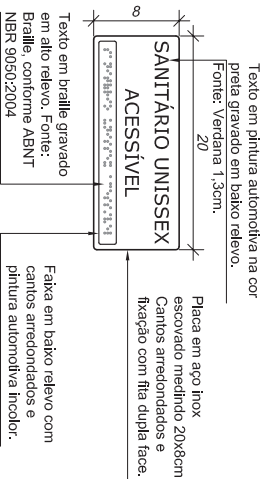 Texto em pintura automotiva na cor
preta gravado em baixo relevo.
Fonte: Verdana 1,3cm.
20
8
SANITÁRIO UNISSEX
ACESSÍVEL
Texto em braille gravado
em alto relevo. Fonte:
Braille, conforme ABNT
NBR 9050:2004
Placa em aço inox
escovado medindo 20x8cm
Cantos arredondados e
fixação com fita dupla face.
Faixa em baixo relevo com
cantos arredondados e
pintura automotiva incolor.